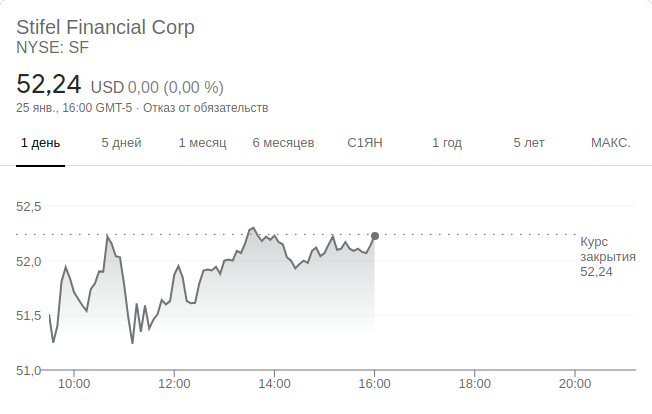 Stifel Financial Corp
NYSE: SF
52,24 USD 0,00 (0,00 %)
25 янв., 16:00 GMT-5 · Отказ от обязательств
1 день 5 дней 1 месяц 6 месяцев С1ЯН 1 год 5 лет МАКС.
52,5
Курс
закрытия
52,24
52,0
51,5
51,0
10:00 12:00 14:00 16:00 18:00 20:00